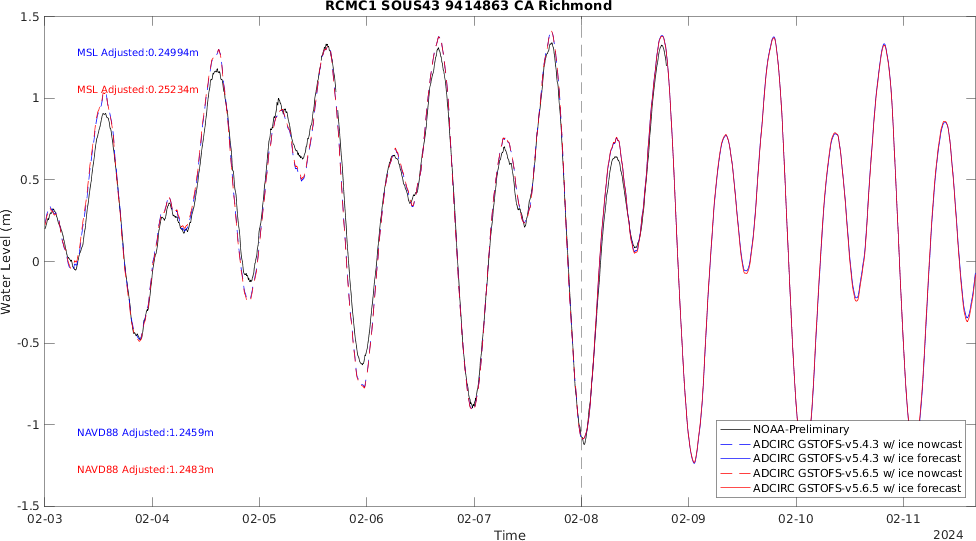 RCMC1 SOUS43 9414863 CA Richmond
1.5
MSL Adjusted:0.24994m
1
MSL Adjusted:0.25234m
0.5
Water Level (m)
0
-0.5
-1
NAVD88 Adjusted:1.2459m
NAVD88 Adjusted:1.2483m
-1.5
NOAA-Preliminary
ADCIRC GSTOFS-v5.4.3 w/ ice nowcast
ADCIRC GSTOFS-v5.4.3 w/ ice forecast
ADCIRC GSTOFS-v5.6.5 w/ ice nowcast
ADCIRC GSTOFS-v5.6.5 w/ ice forecast
02-03 02-04 02-05 02-06 02-07 02-08 02-09 02-10 02-11
Time
2024